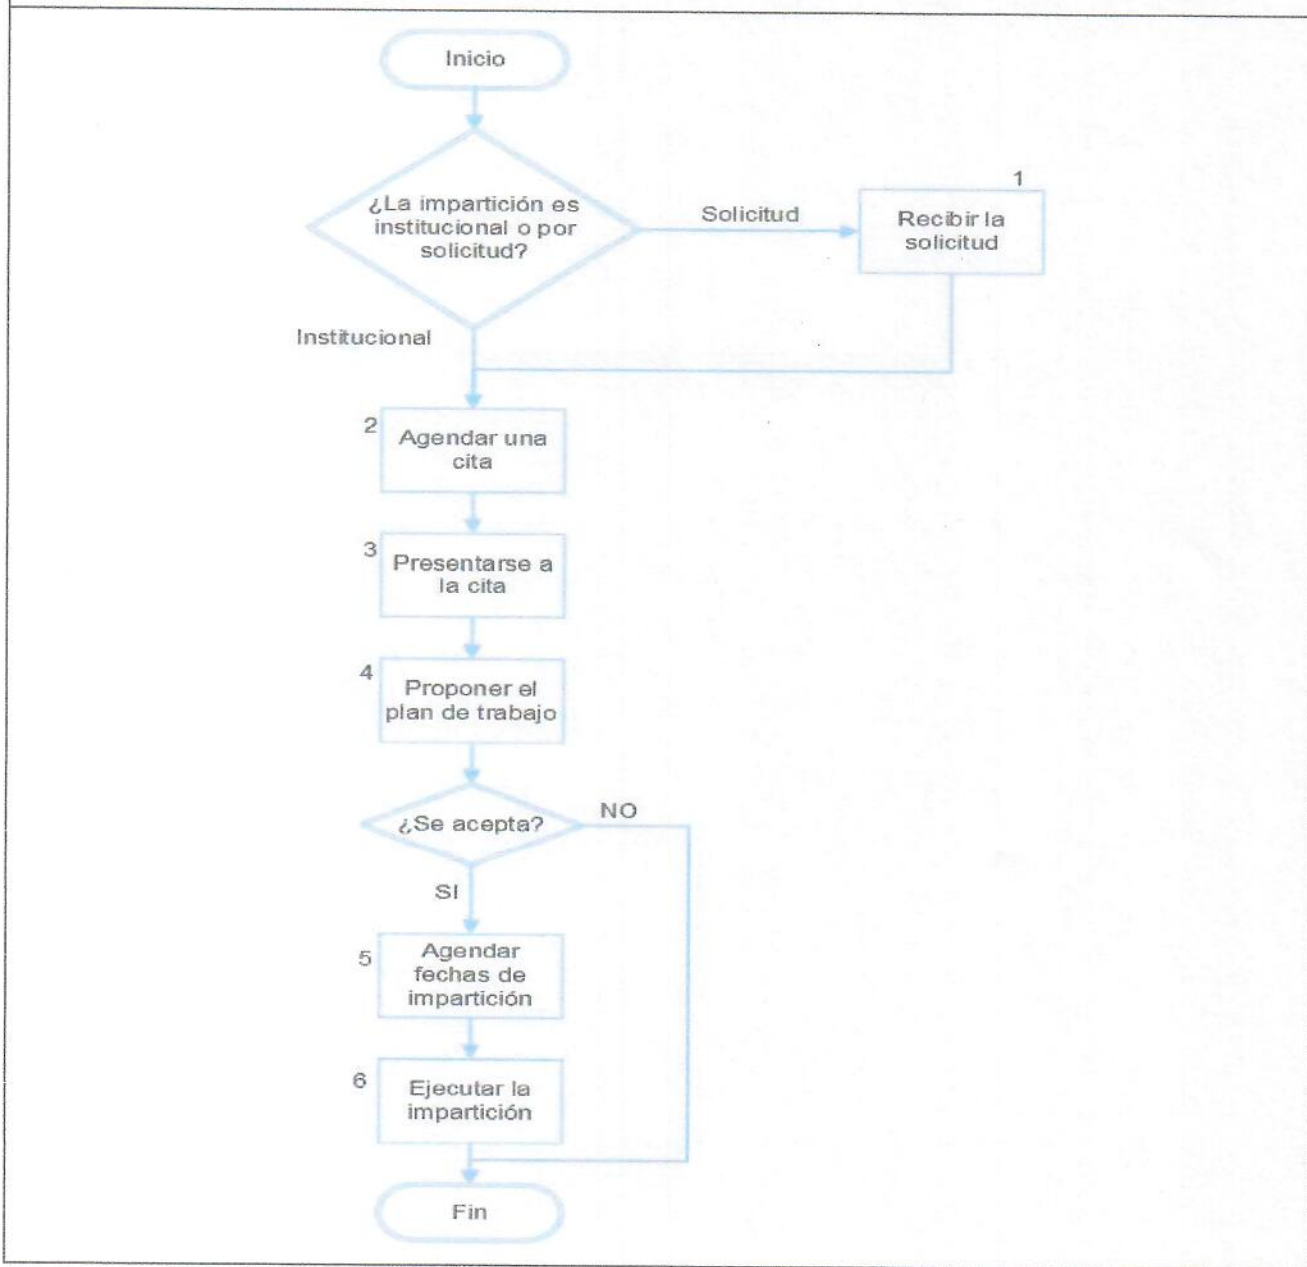 Inicio
¿La impartición es
institucional o por
solicitud?
Solicitud
1
Recibir la
solicitud
Institucional
2
Agendar una
cita
3
Presentarse a
la cita
4
Proponer el
plan de trabajo
¿Se acepta?
NO
SI
5
Agendar
fechas de
impartición
6
Ejecutar la
impartición
Fin